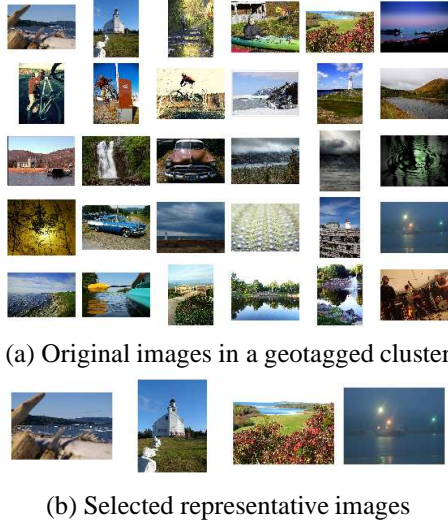 (a) Original images in a geotagged cluster
(b) Selected representative images